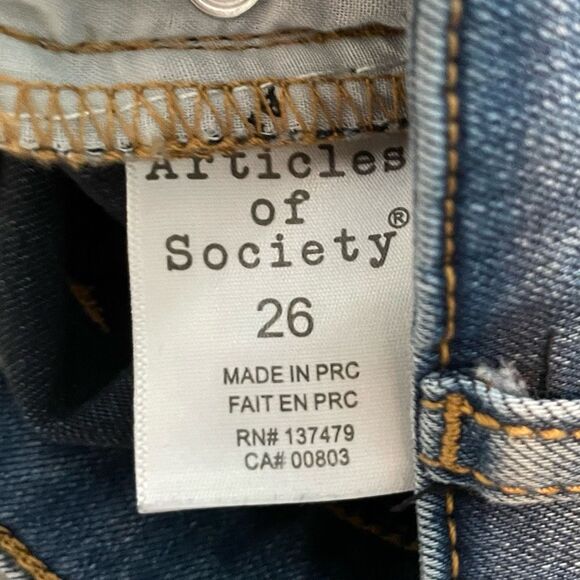 Articles
of
Society®
26
MADE IN PRC
FAIT EN PRC
RN# 137479
CA# 00803